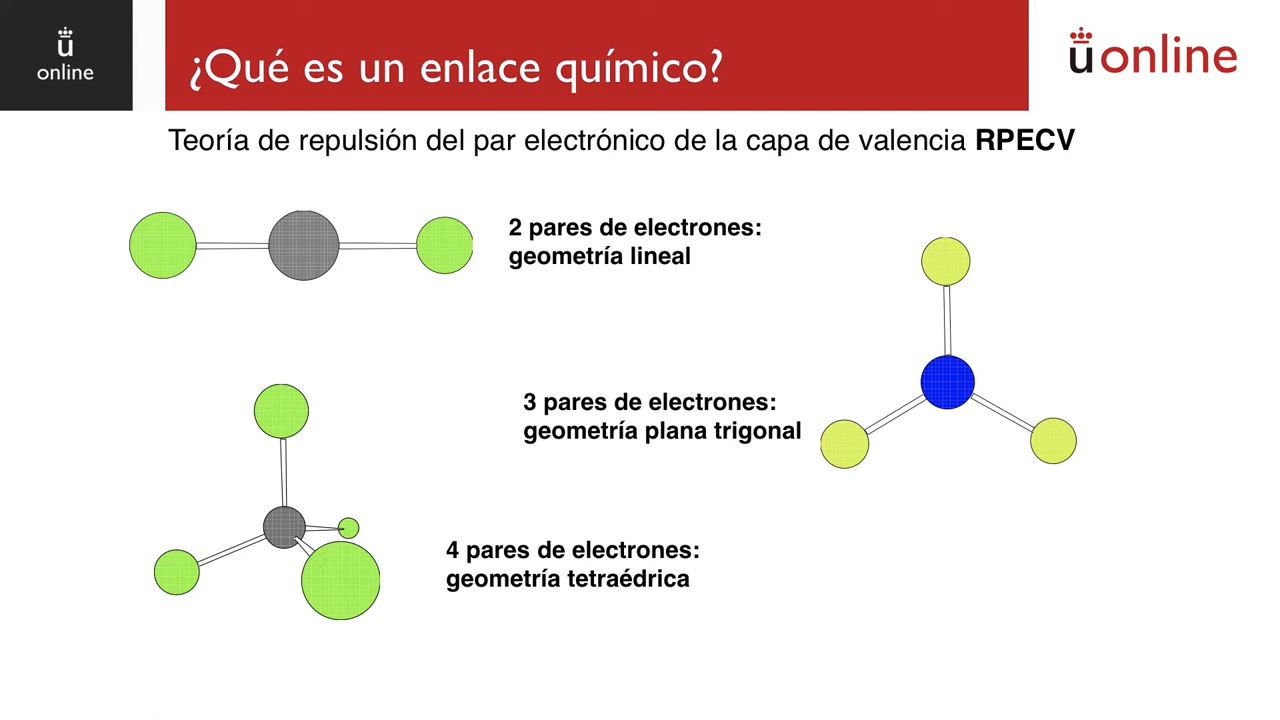 ü
online
¿Qué es un enlace químico?
üonline
Teoría de repulsión del par electrónico de la capa de valencia RPECV
2 pares de electrones:
geometría lineal
3 pares de electrones:
geometría plana trigonal
4 pares de electrones:
geometría tetraédrica